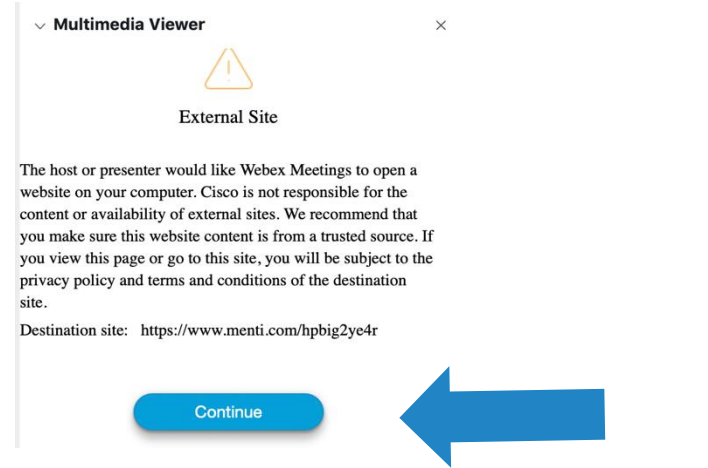 Multimedia Viewer
External Site
The host or presenter would like Webex Meetings to open a
website on your computer. Cisco is not responsible for the
content or availability of external sites. We recommend that
you make sure this website content is from a trusted source. If
you view this page or go to this site, you will be subject to the
privacy policy and terms and conditions of the destination
site.
Destination site: https://www.menti.com/hpbig2ye4r
Continue